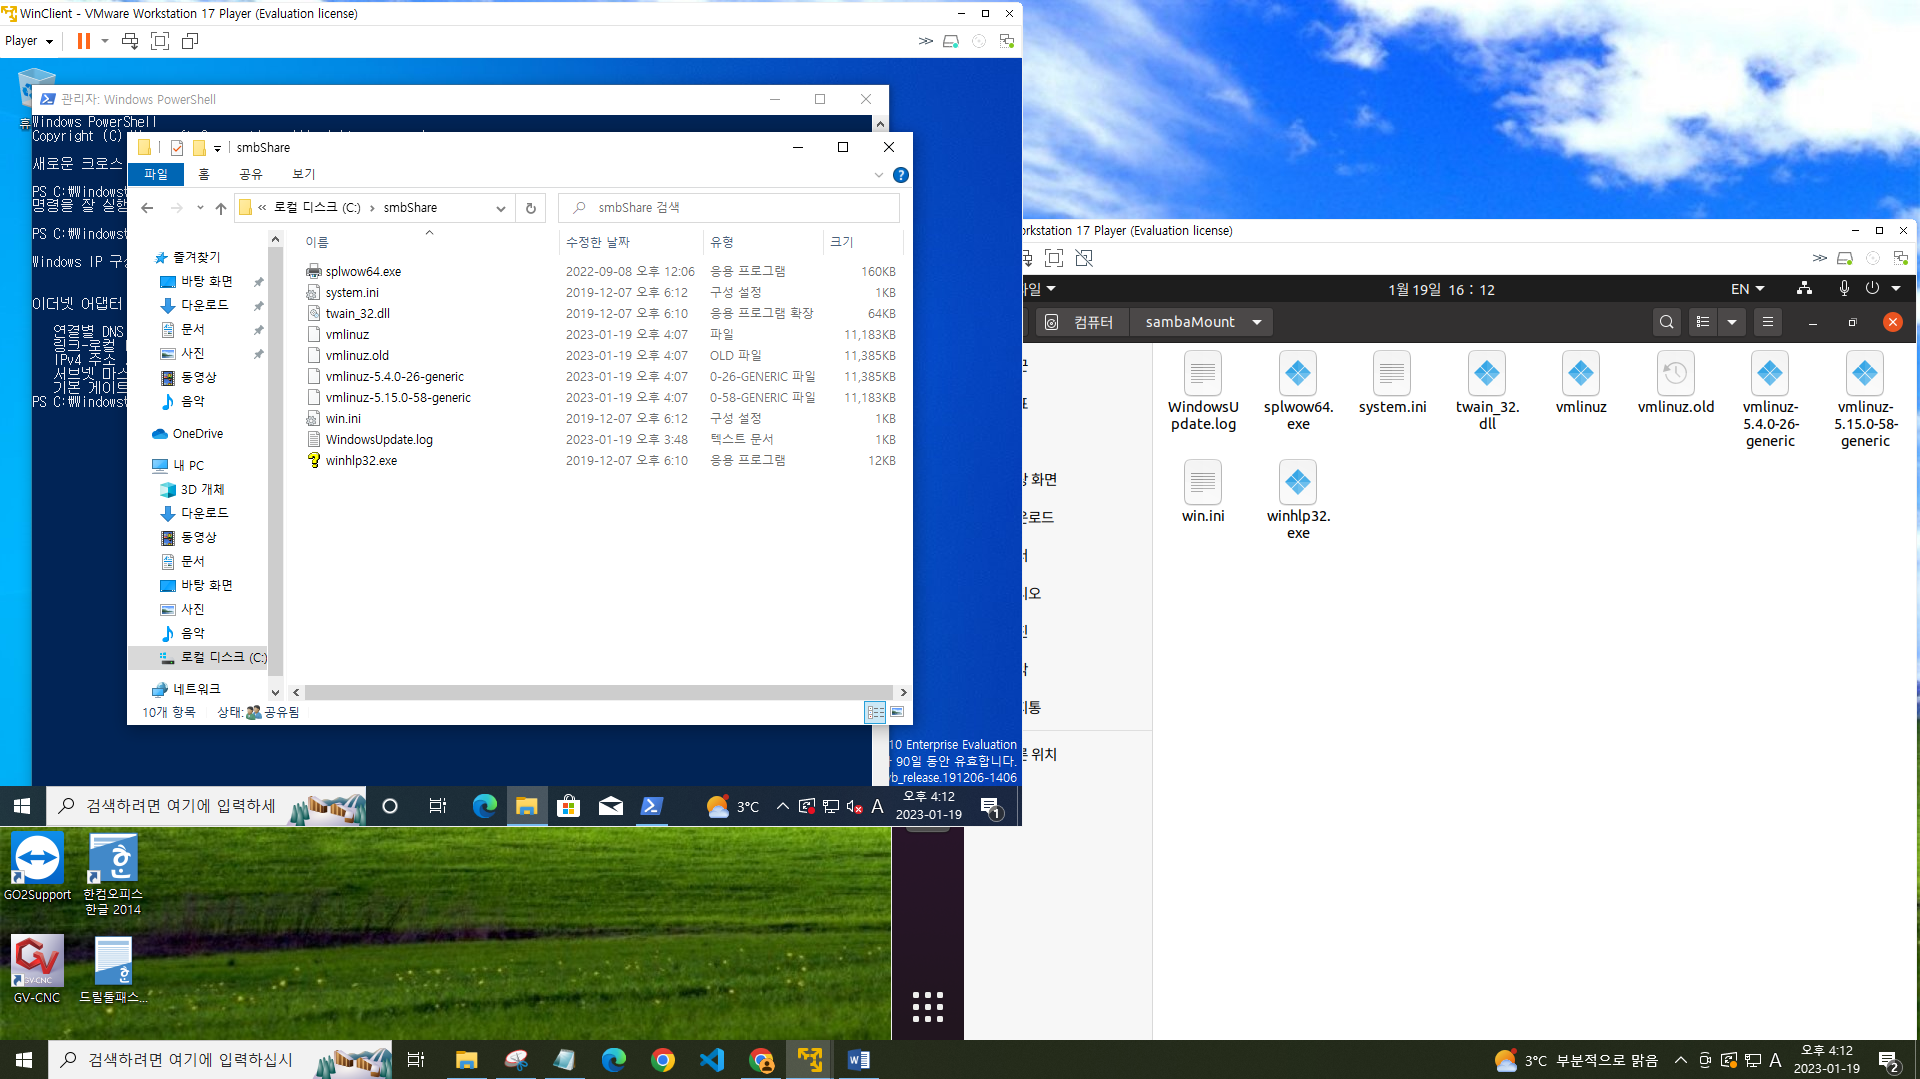 WinClient - VMware Workstation 17 Player (Evaluation license)
Player
관리자: Windows PowerShell
Windows PowerShell
Copyright (C)
새로운 크로스
PS C:\Windows
명령을 잘 실행
PS C:\Windows
Windows IP 구성
이더넷 어댑터
연결별 DNS
링크-로컬
IPv4 주소
서브넷 마스
기본 게이트
PS C:\Windows
smbShare
파일
홈
공유
보기
« 로컬 디스크 (C:) › smbShare
smbShare 검색
이름 수정한 날짜 유형 크기
splwow64.exe 2022-09-08 오후 12:06 응용 프로그램 160KB
system.ini 2019-12-07 오후 6:12 구성 설정 1KB
twain_32.dll 2019-12-07 오후 6:10 응용 프로그램 확장 64KB
vmlinuz 2023-01-19 오후 4:07 파일 11,183KB
vmlinuz.old 2023-01-19 오후 4:07 OLD 파일 11,385KB
vmlinuz-5.4.0-26-generic 2023-01-19 오후 4:07 0-26-GENERIC 파일 11,385KB
vmlinuz-5.15.0-58-generic 2023-01-19 오후 4:07 0-58-GENERIC 파일 11,183KB
win.ini 2019-12-07 오후 6:12 구성 설정 1KB
WindowsUpdate.log 2023-01-19 오후 3:48 텍스트 문서 1KB
winhlp32.exe 2019-12-07 오후 6:10 응용 프로그램 12KB
즐겨찾기
바탕 화면
다운로드
문서
사진
동영상
음악
OneDrive
내 PC
3D 개체
다운로드
동영상
문서
바탕 화면
사진
음악
로컬 디스크 (C:)
네트워크
10개 항목 상태: 공유됨
10 Enterprise Evaluation
90일 동안 유효합니다.
vb_release.191206-1406
검색하려면 여기에 입력하세
3°C
A
오후 4:12
2023-01-19
1
orkstation 17 Player (Evaluation license)
파일
1월 19일 16 : 12
EN
컴퓨터
sambaMount
화면
운로드
디오
지통
위치
WindowsU
pdate.log
splwow64.
exe
system.ini
twain_32.
dll
vmlinuz
vmlinuz.old
vmlinuz-
5.4.0-26-
generic
vmlinuz-
5.15.0-58-
generic
win.ini
winhlp32.
exe
GO2Support
한컴오피스
한글 2014
GV-CNC
GV-CNC
드릴툴패스...
검색하려면 여기에 입력하십시
3°C 부분적으로 맑음
A
오후 4:12
2023-01-19
2